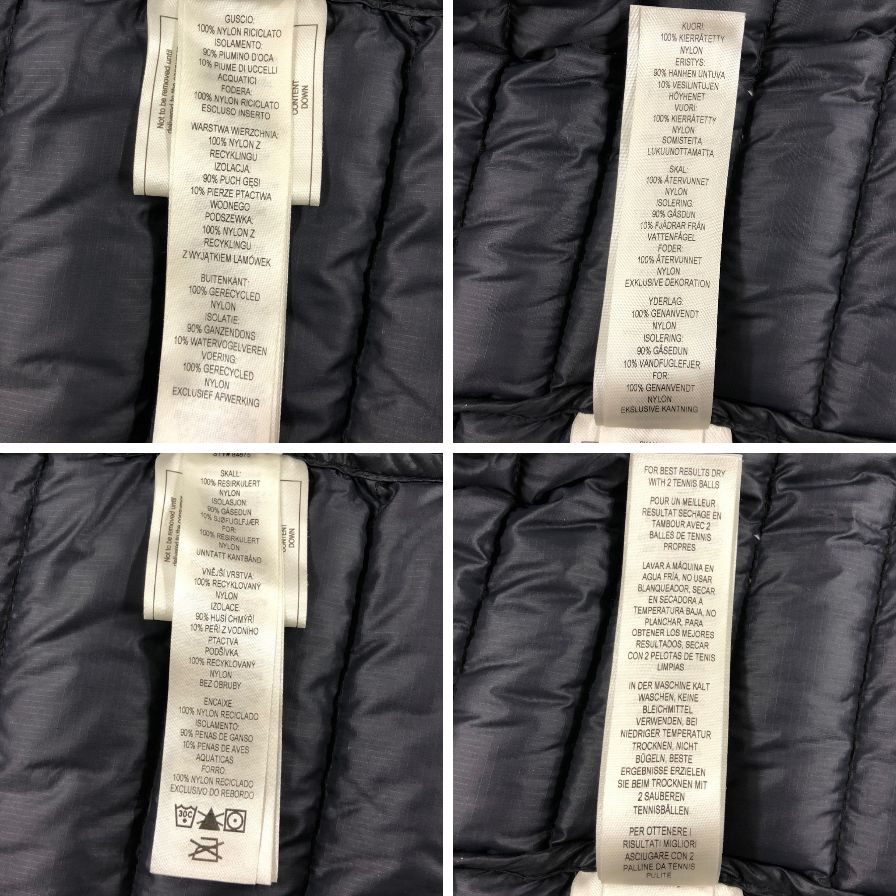 GUSCIO:
100% NYLON RICICLATO
ISOLAMENTO:
90% PIUMINO D'OCA
10% PIUME DI UCCELLI
ACQUATICI
FODERA:
100% NYLON RICICLATO
ESCLUSO INSERTO
WARSTWA WIERZCHNIA:
100% NYLON Z
RECYKLINGU
IZOLACJA:
90% PUCH GĘSI
10% PIERZE PTACTWA
WODNEGO
PODSZEWKA:
100% NYLON Z
RECYKLINGU
Z WYJĄTKIEM LAMÓWEK
BUITENKANT:
100% GERECYCLED
NYLON
ISOLATIE:
90% GANZENDONS
10% WATERVOGELVEREN
VOERING:
100% GERECYCLED
NYLON
EXCLUSIEF AFWERKING
Not to be removed until
CONTENT
DOWN
KUORI:
100% KIERRÄTETTY
NYLON
ERISTYS:
90% HANHEN UNTUVA
10% VESILINTUJEN
HÖYHENET
VUORI:
100% KIERRÄTETTY
NYLON
SOMISTEITA
LUKUUNOTTAMATTA
SKAL:
100% ÅTERVUNNET
NYLON
ISOLERING:
90% GÅSDUN
10% FJÄDRAR FRÅN
VATTENFÅGEL
FODER:
100% ÅTERVUNNET
NYLON
EXKLUSIVE DEKORATION
YDERLAG:
100% GENANVENDT
NYLON
ISOLERING:
90% GÅSEDUN
10% VANDFUGLEFJER
FOR:
100% GENANVENDT
NYLON
EKSLUSIVE KANTNING
SKALL:
100% RESIRKULERT
NYLON
ISOLASJON:
90% GÅSEDUN
10% SJØFUGLFJÆR
FOR:
100% RESIRKULERT
NYLON
UNNTATT KANTBÅND
VNĚJŠÍ VRSTVA
100% RECYKLOVANÝ
NYLON
IZOLACE
90% HUSÍ CHMÝŘÍ
10% PEŘÍ Z VODNÍHO
PTACTVA
PODŠÍVKA
100% RECYKLOVANÝ
NYLON
BEZ OBRUBY
ENCAIXE
100% NYLON RECICLADO
ISOLAMENTO:
90% PENAS DE GANSO
10% PENAS DE AVES
AQUÁTICAS
FORRO
100% NYLON RECICLADO
EXCLUSIVO DO REBORDO
30C
Not to be removed until
CONTENT
DOWN
FOR BEST RESULTS DRY
WITH 2 TENNIS BALLS
POUR UN MEILLEUR
RESULTAT SECHAGE EN
TAMBOUR AVEC 2
BALLES DE TENNIS
PROPRES
LAVAR A MÁQUINA EN
AGUA FRÍA, NO USAR
BLANQUEADOR, SECAR
EN SECADORA A
TEMPERATURA BAJA, NO
PLANCHAR, PARA
OBTENER LOS MEJORES
RESULTADOS, SECAR
CON 2 PELOTAS DE TENIS
LIMPIAS
IN DER MASCHINE KALT
WASCHEN, KEINE
BLEICHMITTEL
VERWENDEN, BEI
NIEDRIGER TEMPERATUR
TROCKNEN, NICHT
BÜGELN, BESTE
ERGEBNISSE ERZIELEN
SIE BEIM TROCKNEN MIT
2 SAUBEREN
TENNISBÄLLEN
PER OTTENERE I
RISULTATI MIGLIORI
ASCIUGARE CON 2
PALLINE DA TENNIS
PULITE